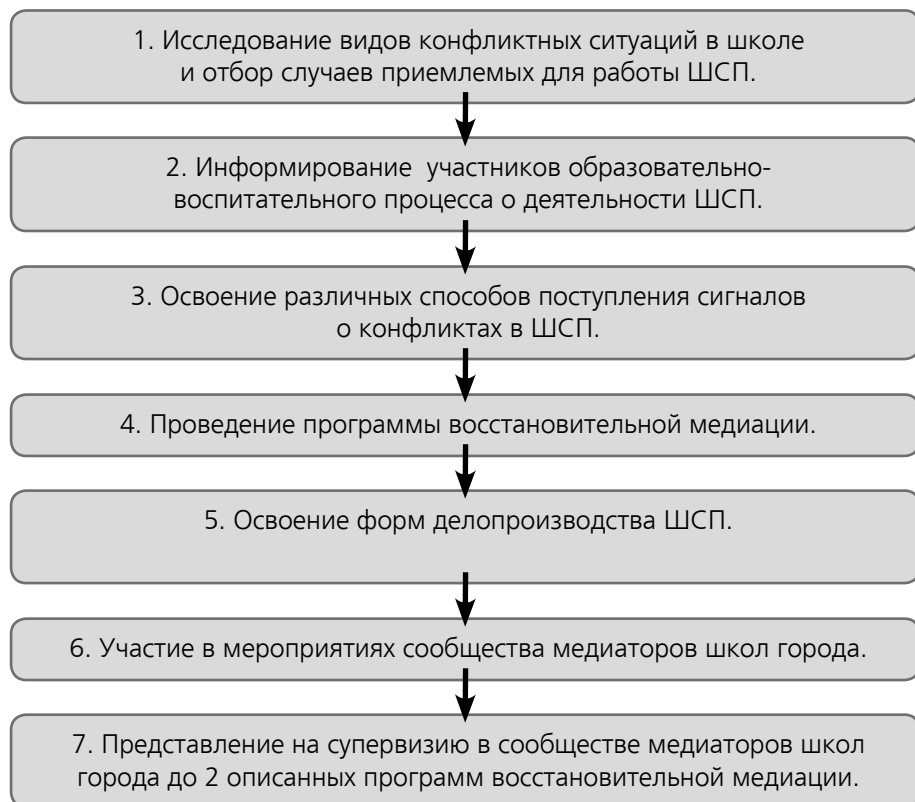 1. Исследование видов конфликтных ситуаций в школе
и отбор случаев приемлемых для работы ШСП.
2. Информирование участников образовательно-
воспитательного процесса о деятельности ШСП.
3. Освоение различных способов поступления сигналов
о конфликтах в ШСП.
4. Проведение программы восстановительной медиации.
5. Освоение форм делопроизводства ШСП.
6. Участие в мероприятиях сообщества медиаторов школ города.
7. Представление на супервизию в сообществе медиаторов школ
города до 2 описанных программ восстановительной медиации.